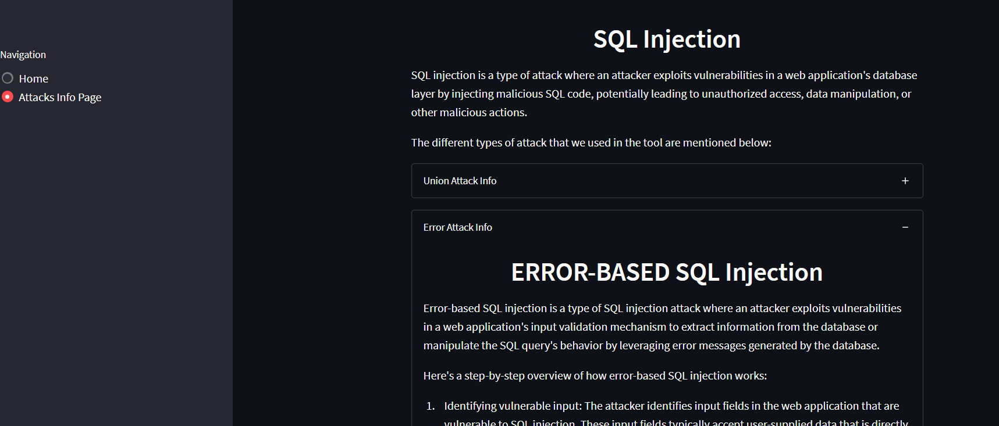 Navigation
Home
Attacks Info Page
SQL Injection
SQL injection is a type of attack where an attacker exploits vulnerabilities in a web application's database
layer by injecting malicious SQL code, potentially leading to unauthorized access, data manipulation, or
other malicious actions.
The different types of attack that we used in the tool are mentioned below:
Union Attack Info
Error Attack Info
ERROR-BASED SQL Injection
Error-based SQL injection is a type of SQL injection attack where an attacker exploits vulnerabilities
in a web application's input validation mechanism to extract information from the database or
manipulate the SQL query's behavior by leveraging error messages generated by the database.
Here's a step-by-step overview of how error-based SQL injection works:
1. Identifying vulnerable input: The attacker identifies input fields in the web application that are
vulnerable to SQL injection. These input fields typically accept user-supplied data that is directly